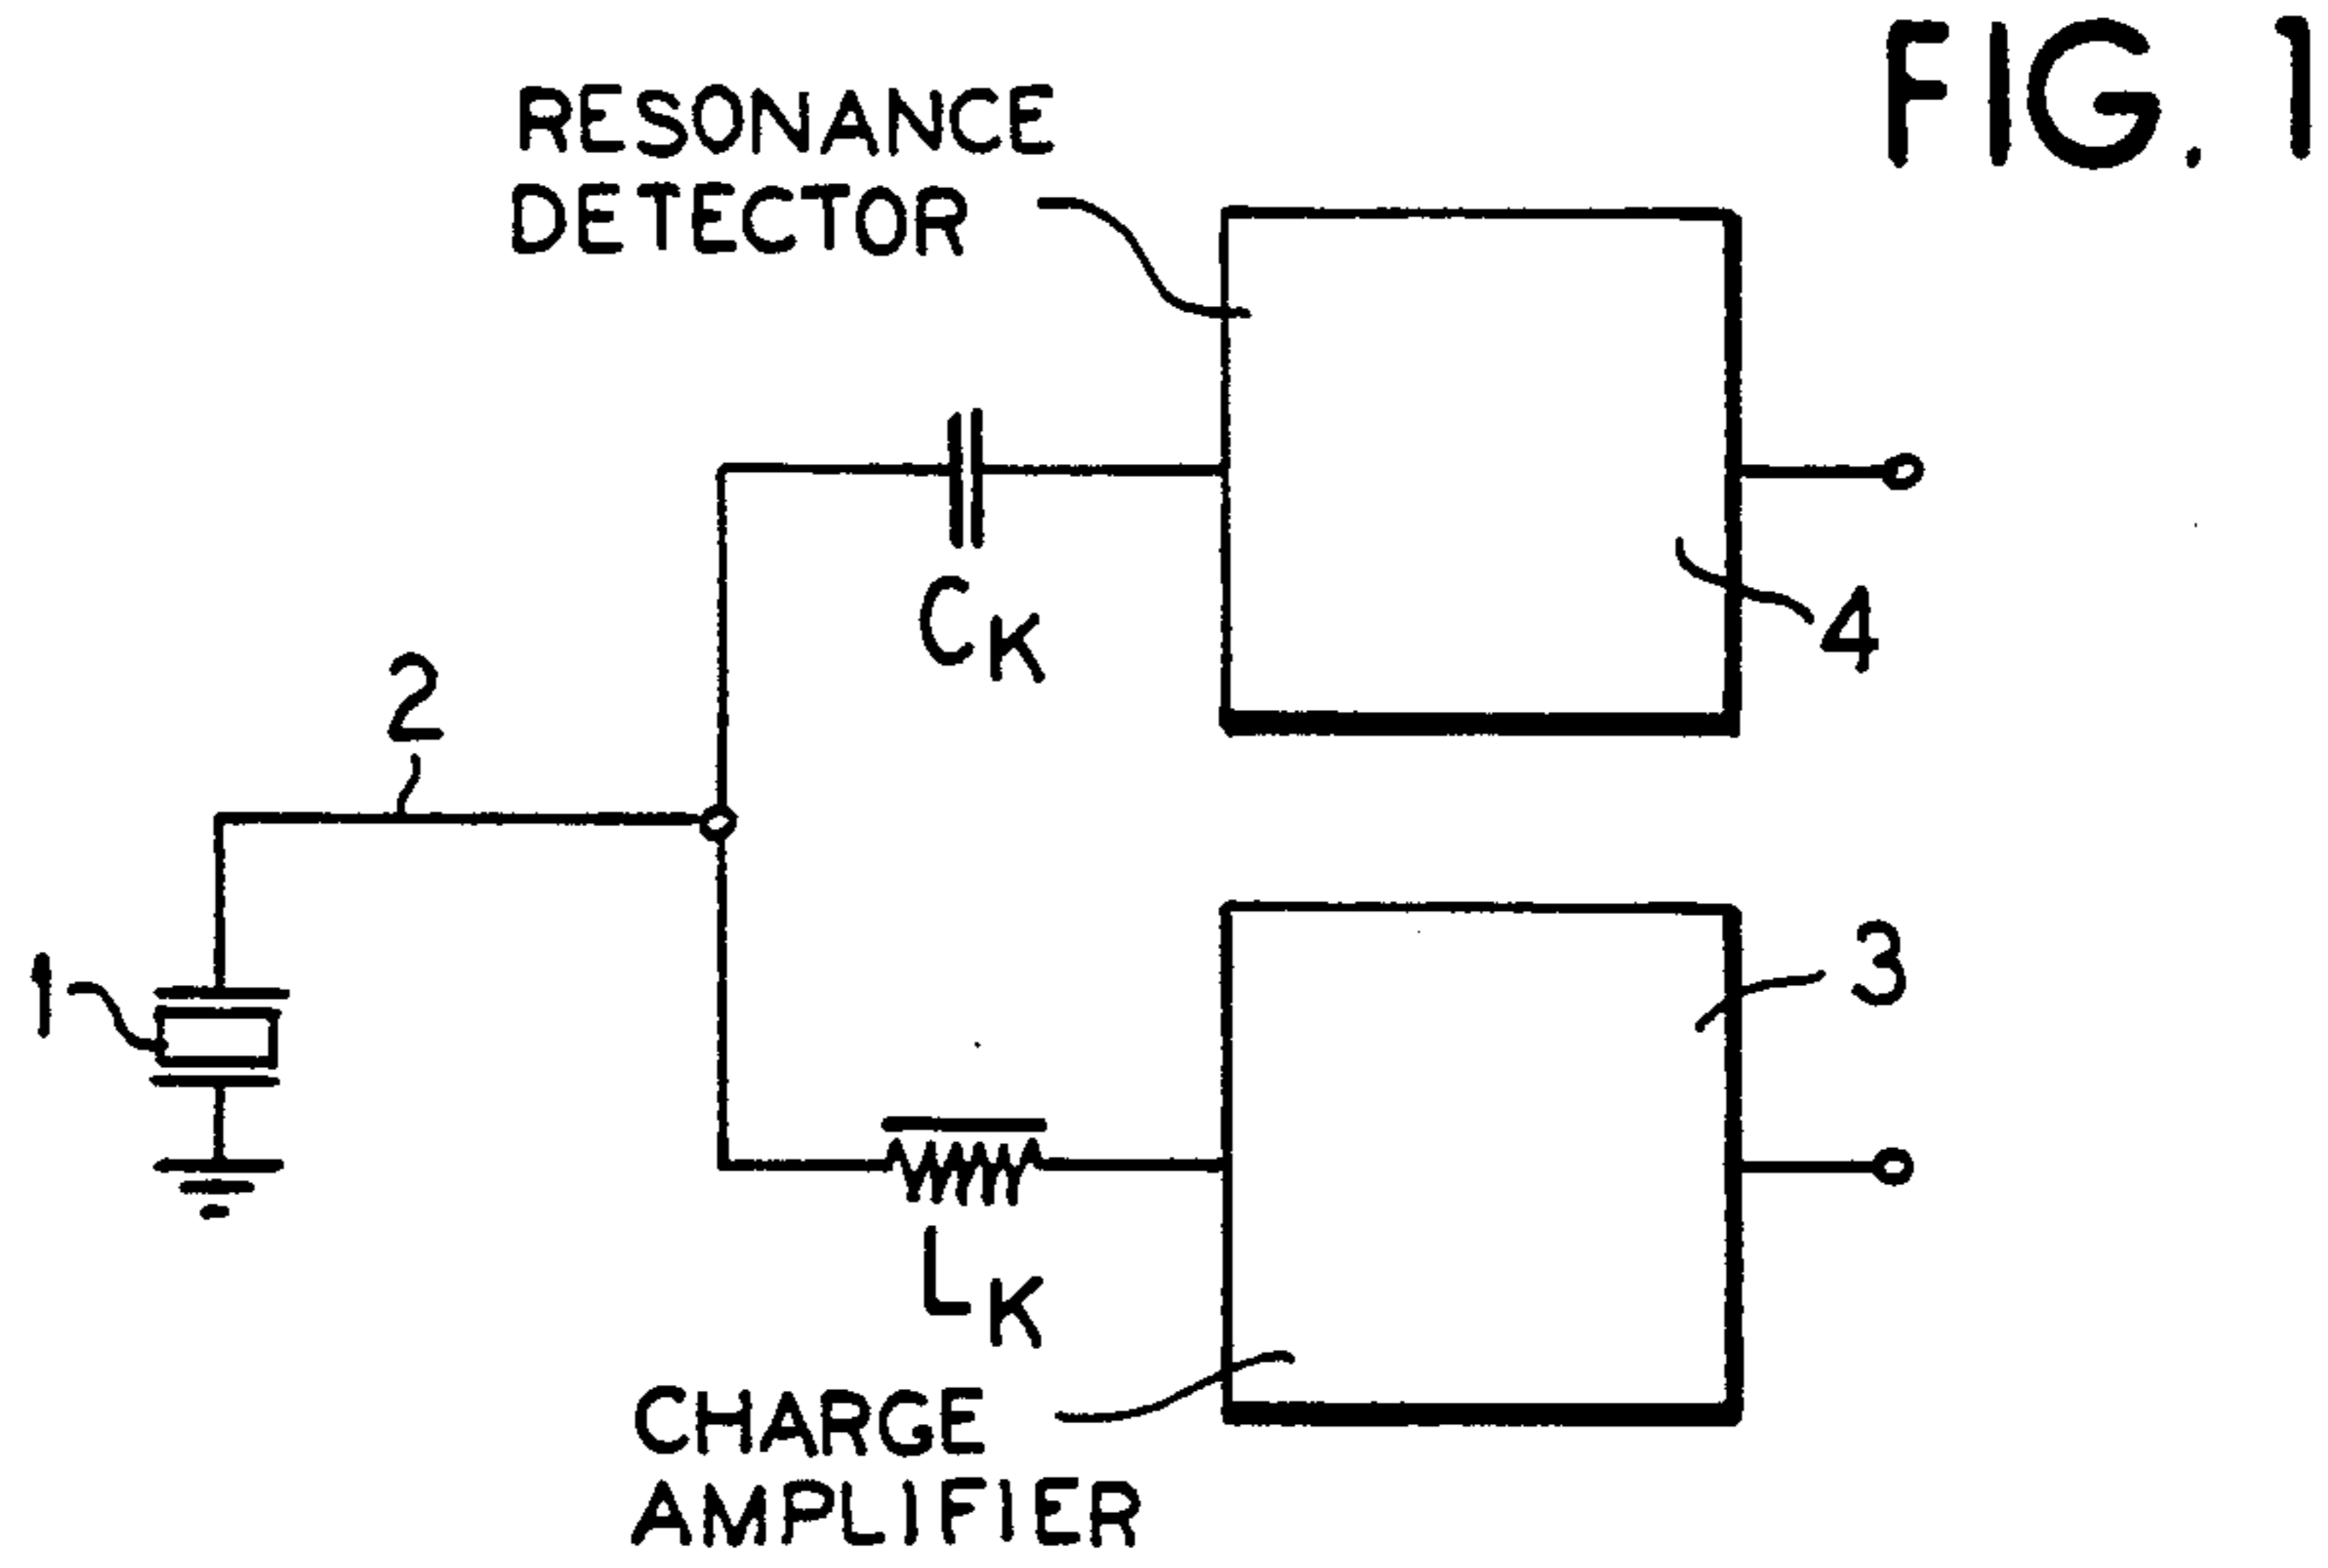 FIG. 1
RESONANCE
DETECTOR
C_K
4
2
3
1
L_K
CHARGE
AMPLIFIER